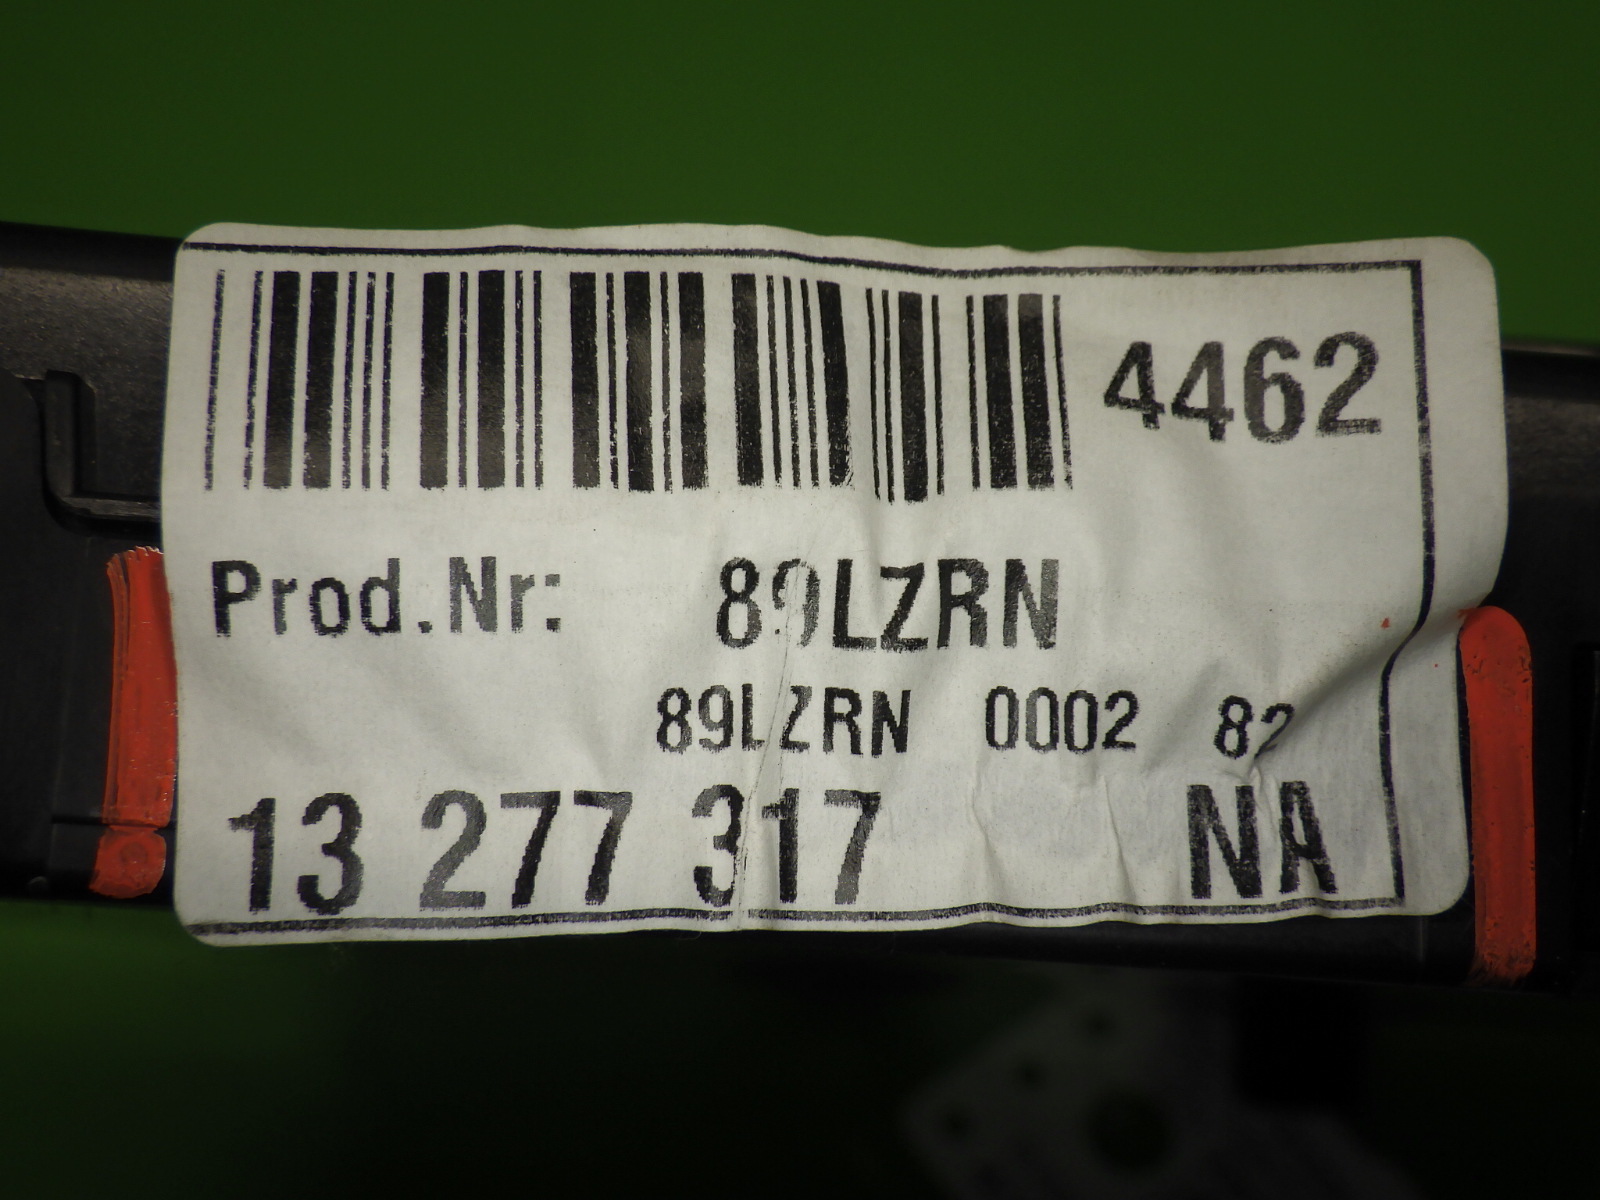 4462
Prod.Nr: 89LZRN
89LZRN 0002 82
13 277 317 NA